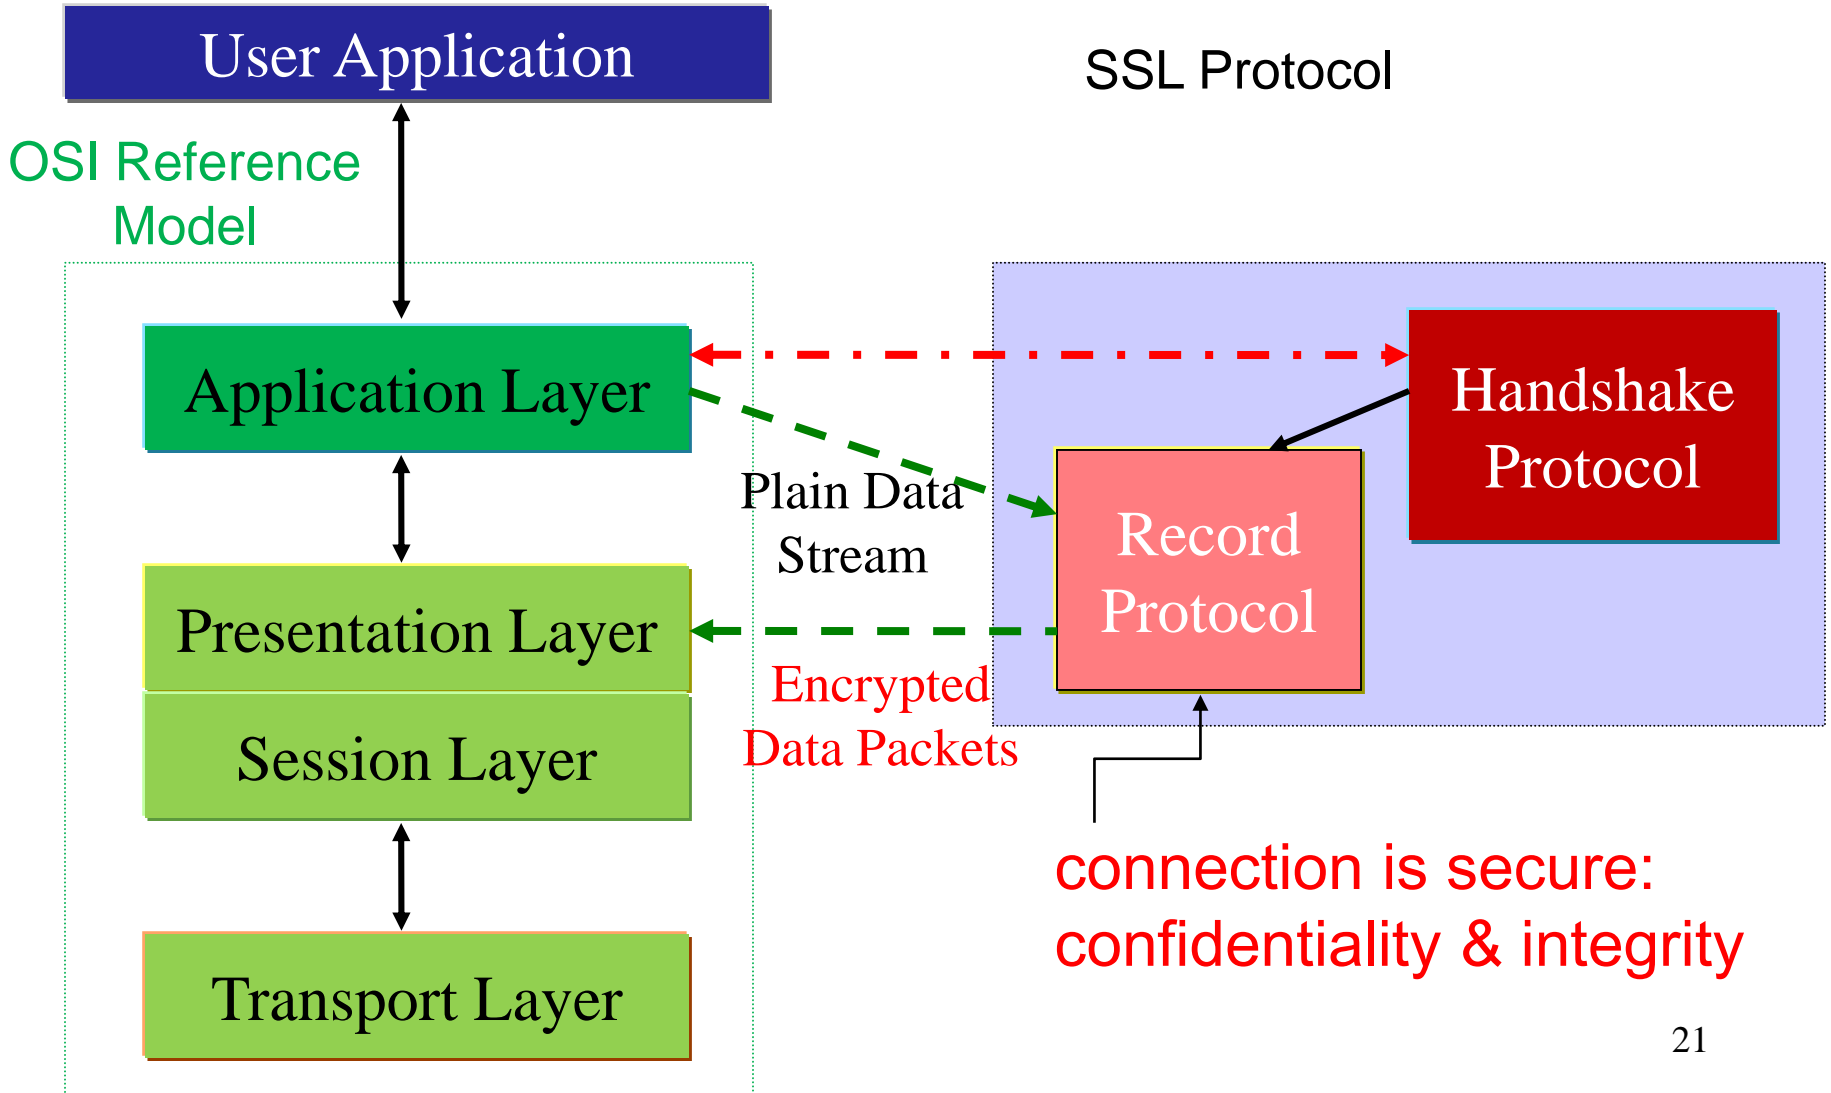 User Application
SSL Protocol
OSI Reference
Model
Application Layer
Handshake
Protocol
Plain Data
Stream
Record
Protocol
Presentation Layer
Encrypted
Data Packets
Session Layer
connection is secure:
confidentiality & integrity
Transport Layer
21